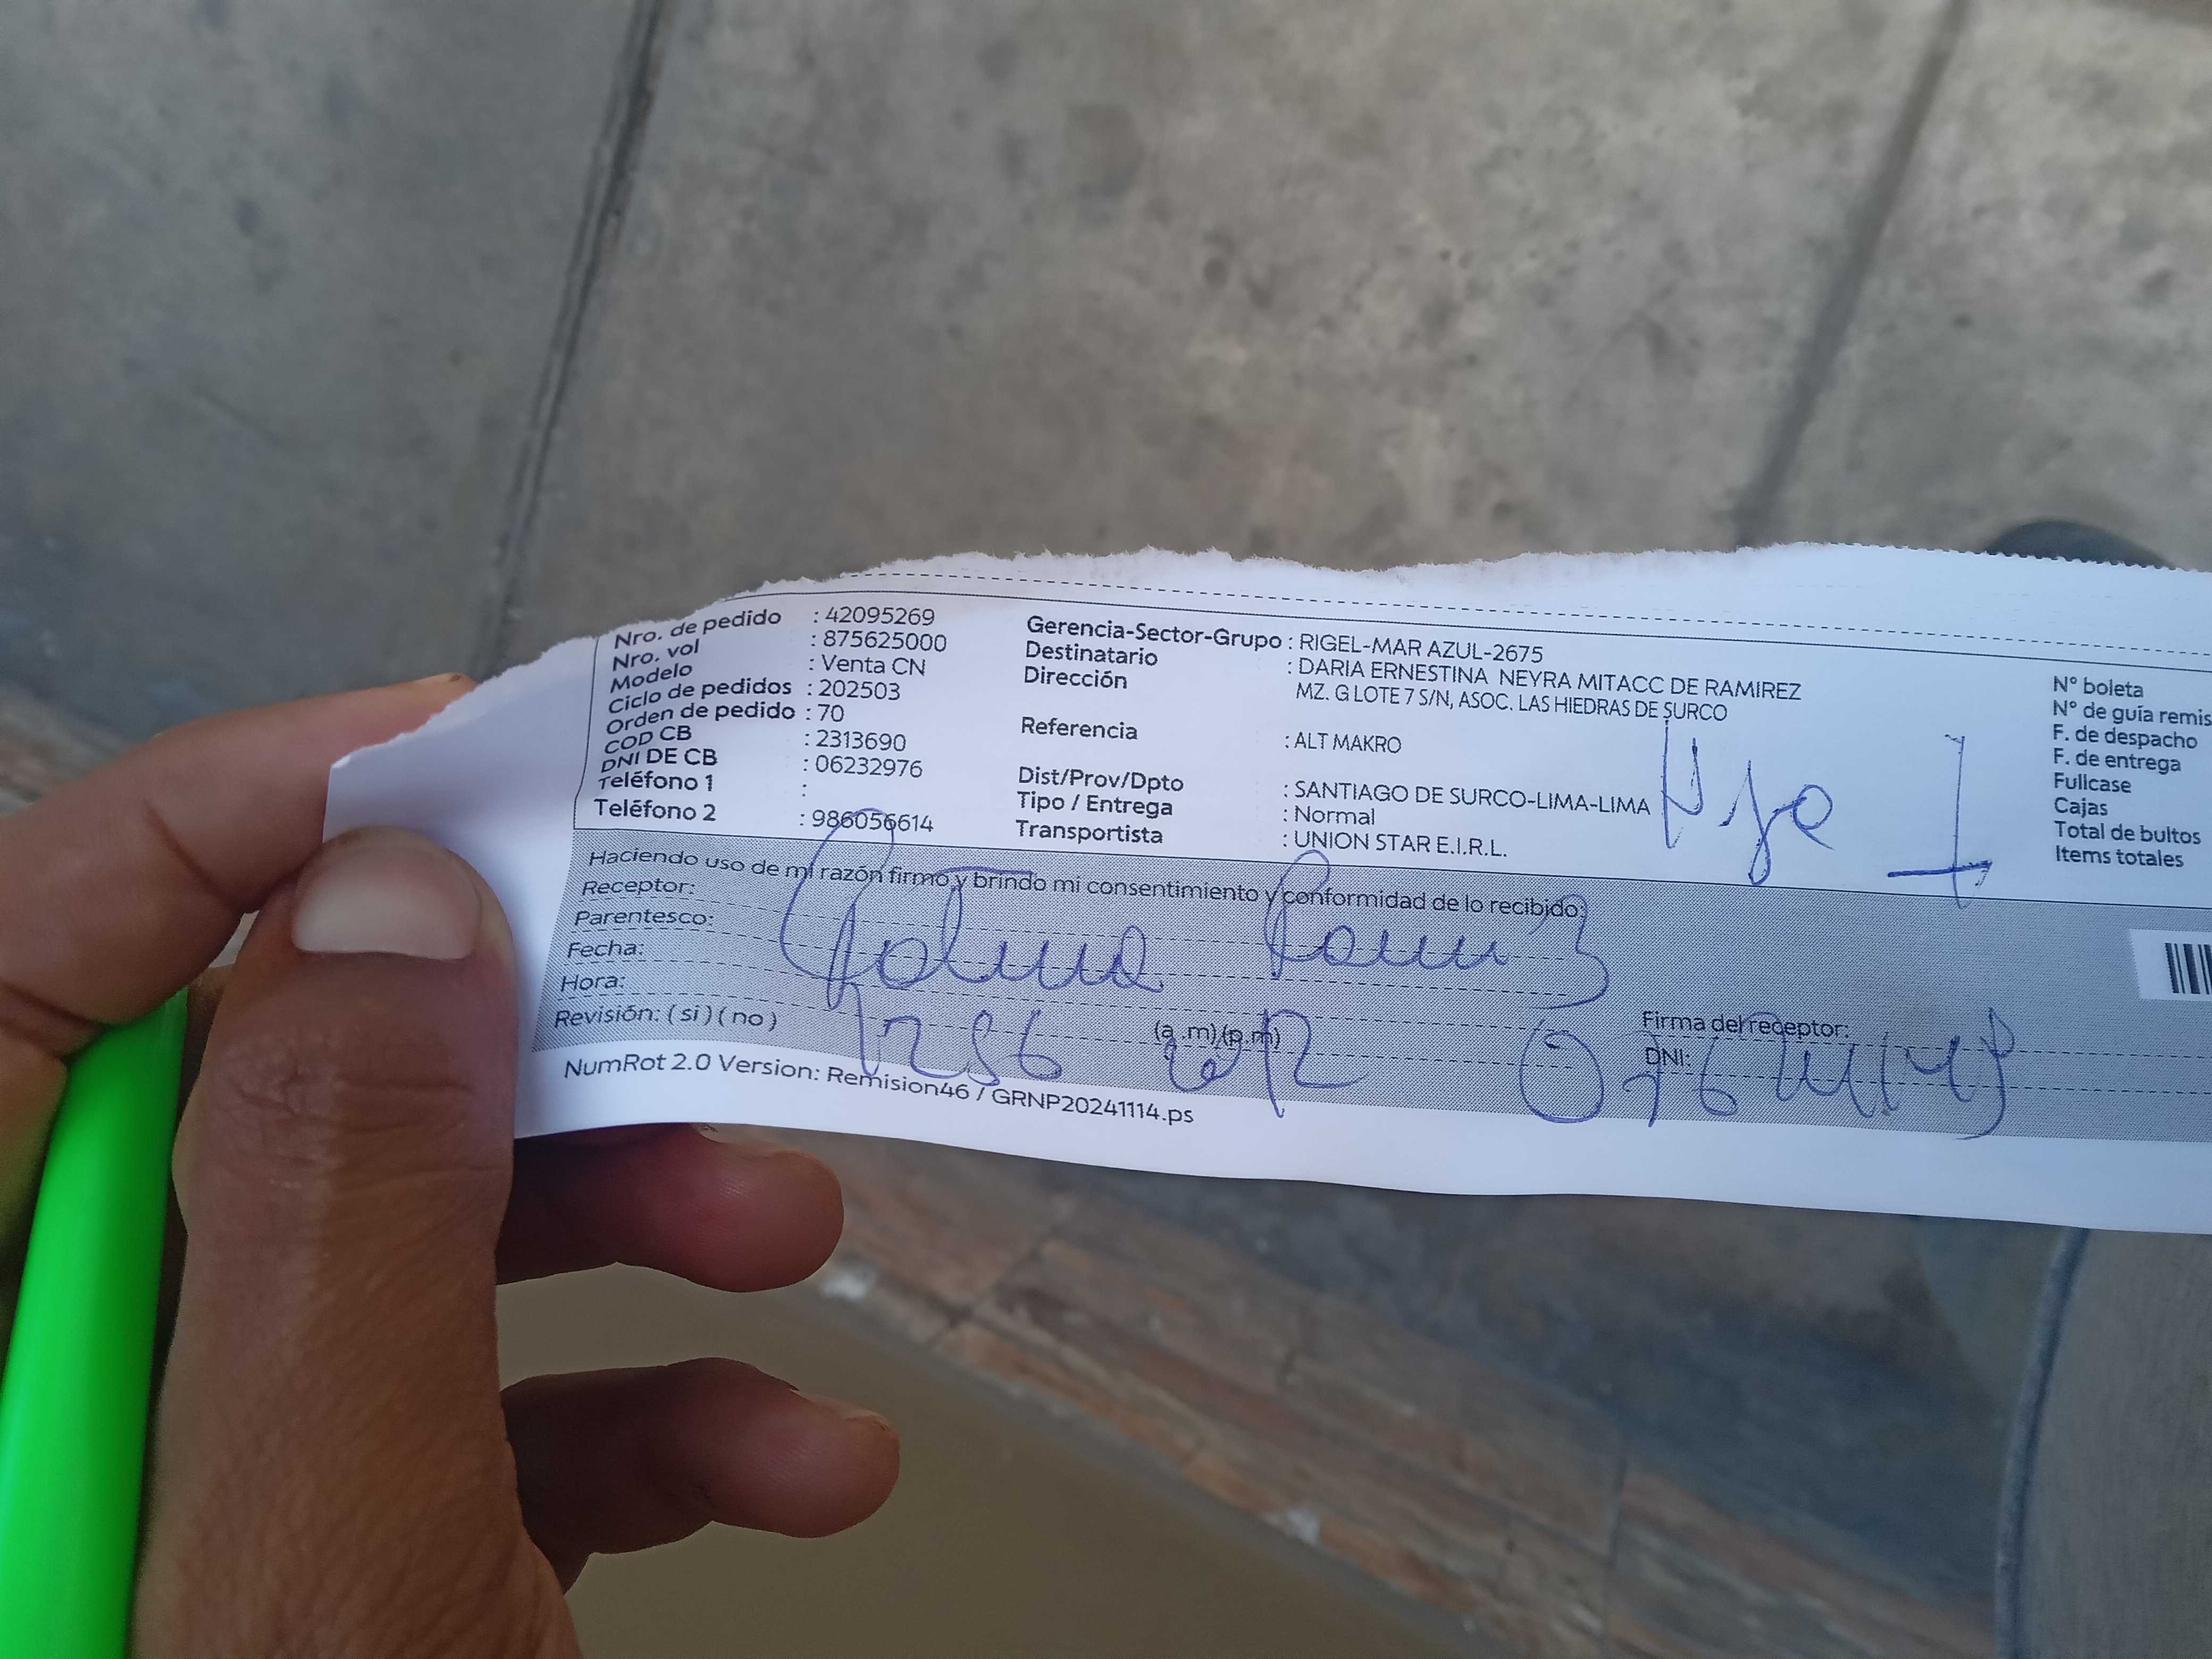 Nro. de pedido : 42095269
Nro. vol : 875625000
Modelo : Venta CN
Ciclo de pedidos : 202503
Orden de pedido : 70
COD CB : 2313690
DNI DE CB : 06232976
Teléfono 1 :
Teléfono 2 : 986056614
Gerencia-Sector-Grupo : RIGEL-MAR AZUL-2675
Destinatario : DARIA ERNESTINA NEYRA MITACC DE RAMIREZ
Dirección MZ. G LOTE 7 S/N, ASOC. LAS HIEDRAS DE SURCO
Referencia : ALT MAKRO
Dist/Prov/Dpto : SANTIAGO DE SURCO-LIMA-LIMA
Tipo / Entrega : Normal
Transportista : UNION STAR E.I.R.L.
N° boleta
N° de guía remis
F. de despacho
F. de entrega
Fullcase
Cajas
Total de bultos
Items totales
Haciendo uso de mi razón firmo y brindo mi consentimiento y conformidad de lo recibido:
Receptor:
Parentesco:
Fecha:
Hora: (a.m)(p.m)
Revisión: ( si ) ( no )
Firma del receptor:
DNI:
NumRot 2.0 Version: Remision46 / GRNP20241114.ps